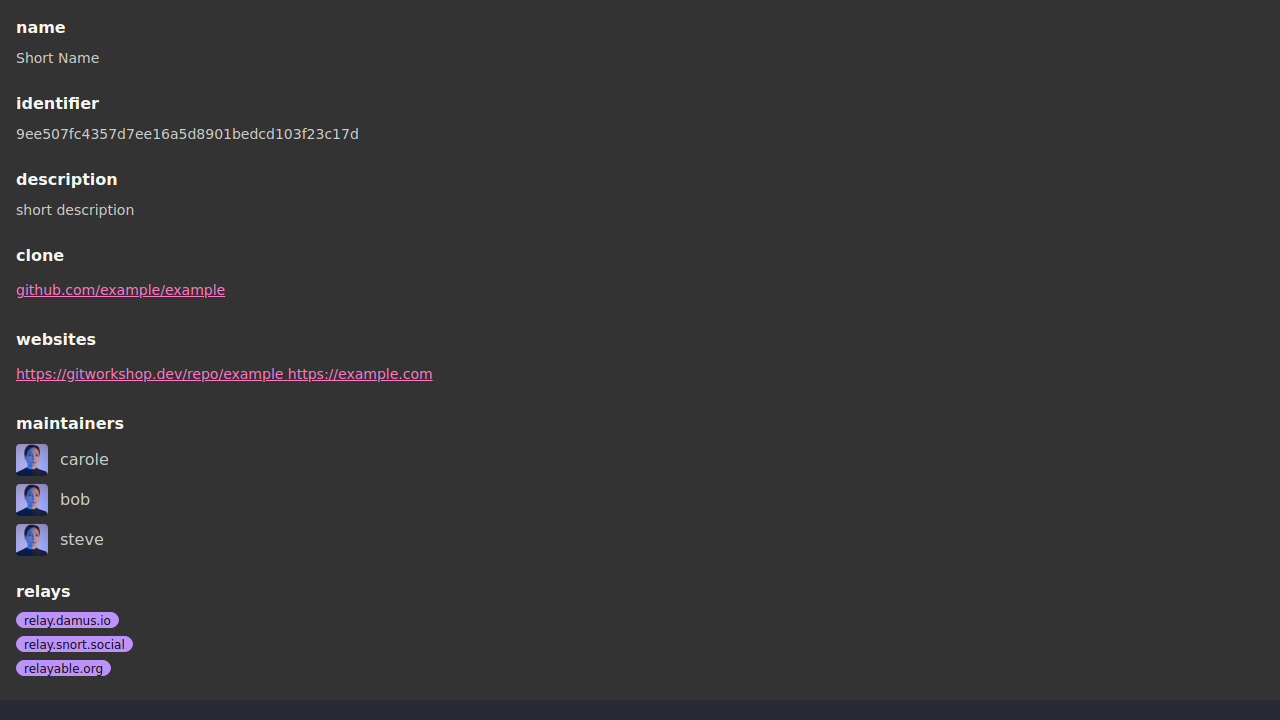 name
Short Name
identifier
9ee507fc4357d7ee16a5d8901bedcd103f23c17d
description
short description
clone
github.com/example/example
websites
https://gitworkshop.dev/repo/example https://example.com
maintainers
carole
bob
steve
relays
relay.damus.io
relay.snort.social
relayable.org